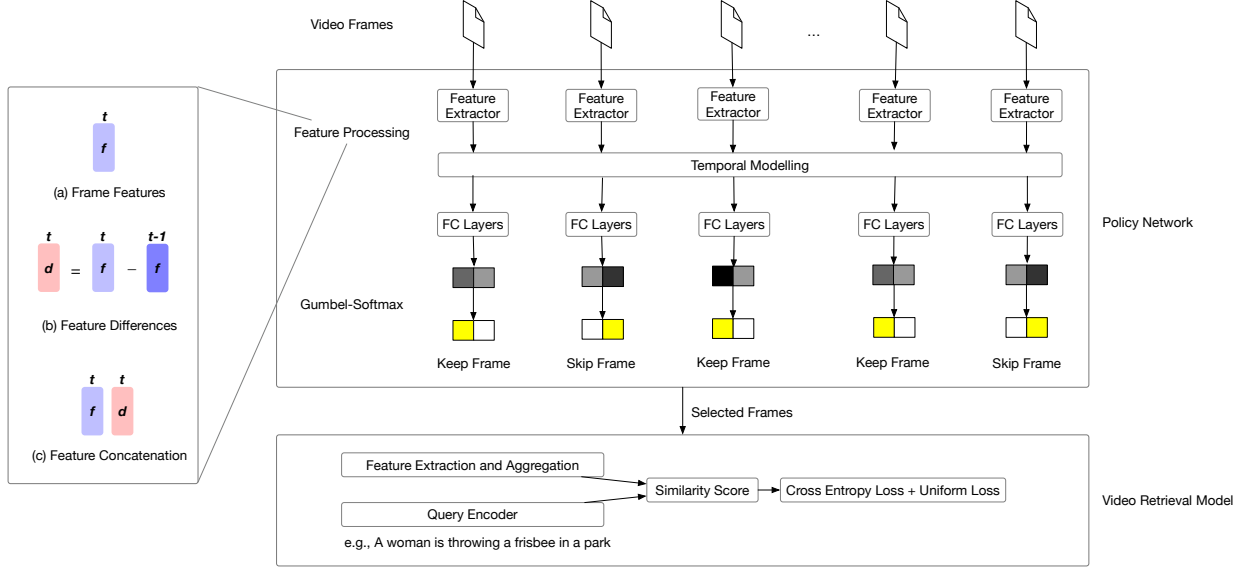 Video Frames
...
Feature Extractor
Feature Extractor
Feature Extractor
Feature Extractor
Feature Extractor
Feature Processing
Temporal Modelling
FC Layers
FC Layers
FC Layers
FC Layers
FC Layers
Policy Network
Gumbel-Softmax
Keep Frame
Skip Frame
Keep Frame
Keep Frame
Skip Frame
t
f
(a) Frame Features
t t t-1
d = f – f
(b) Feature Differences
t t
f d
(c) Feature Concatenation
Selected Frames
Feature Extraction and Aggregation
Similarity Score
Cross Entropy Loss + Uniform Loss
Query Encoder
e.g., A woman is throwing a frisbee in a park
Video Retrieval Model